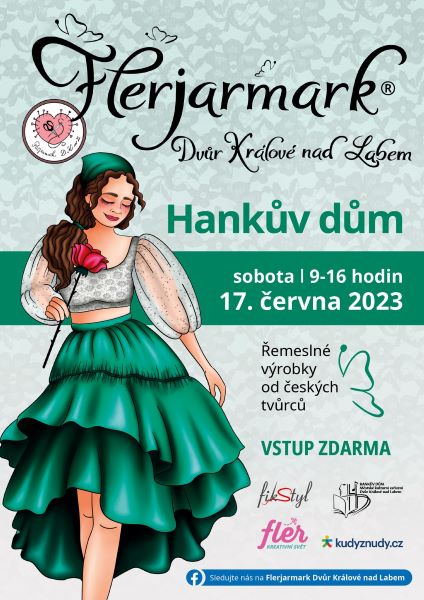 Flerjarmark®
Dvůr Králové nad Labem
Hankův dům
sobota | 9-16 hodin
17. června 2023
Řemeslné
výrobky
od českých
tvůrců
VSTUP ZDARMA
fikStyl
HANKŮV DŮM
Městské kulturní zařízení
Dvůr Králové nad Labem
fler
KREATIVNÍ SVĚT
kudyznudy.cz
Sledujte nás na Flerjarmark Dvůr Králové nad Labem